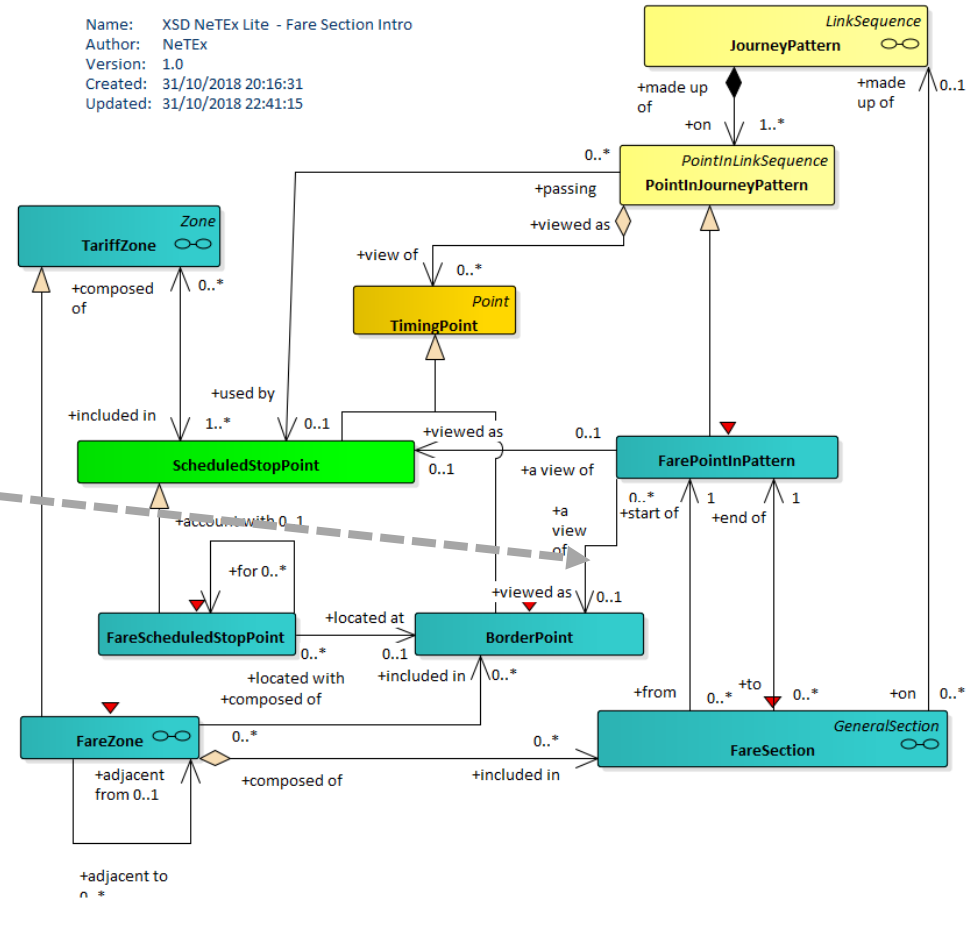 Name: XSD NeTEx Lite - Fare Section Intro
Author: NeTEx
Version: 1.0
Created: 31/10/2018 20:16:31
Updated: 31/10/2018 22:41:15
LinkSequence
JourneyPattern
+made up
of
+made
up of
0..1
+on
1..*
0..*
PointInLinkSequence
PointInJourneyPattern
+passing
+viewed as
Zone
TariffZone
+view of
0..*
+composed
of
0..*
Point
TimingPoint
+used by
+included in
1..*
0..1
+viewed as
0..1
ScheduledStopPoint
0..1
+a view of
FarePointInPattern
0..*
+start of
1
+end of
1
+a
view
of
+account with 0..1
+for 0..*
+viewed as
0..1
FareScheduledStopPoint
+located at
BorderPoint
0..*
0..1
+located with
+included in
0..*
+composed of
+from
0..*
+to
0..*
+on
0..*
FareZone
0..*
0..*
GeneralSection
FareSection
+adjacent
from 0..1
+composed of
+included in
+adjacent to
0..*